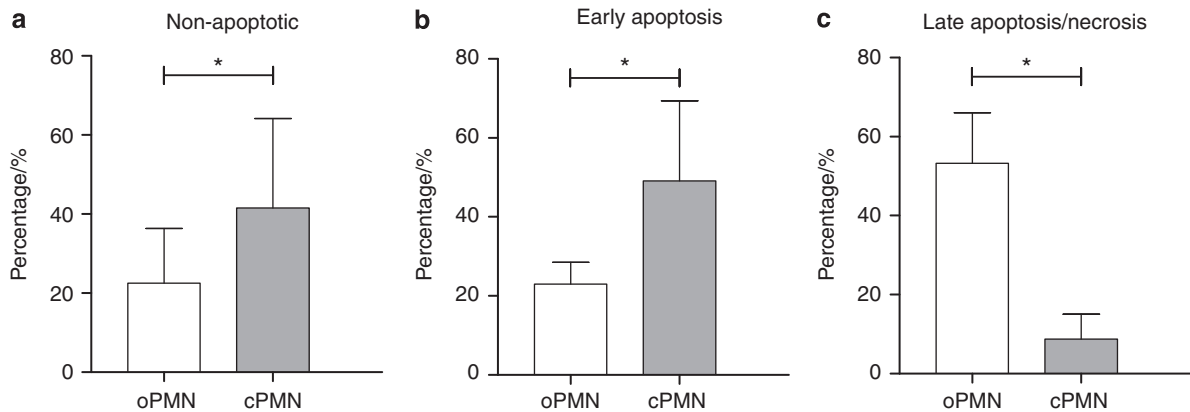 a
Non-apoptotic
Percentage/%
80
60
40
20
0
*
oPMN
cPMN
b
Early apoptosis
Percentage/%
80
60
40
20
0
*
oPMN
cPMN
c
Late apoptosis/necrosis
Percentage/%
80
60
40
20
0
*
oPMN
cPMN